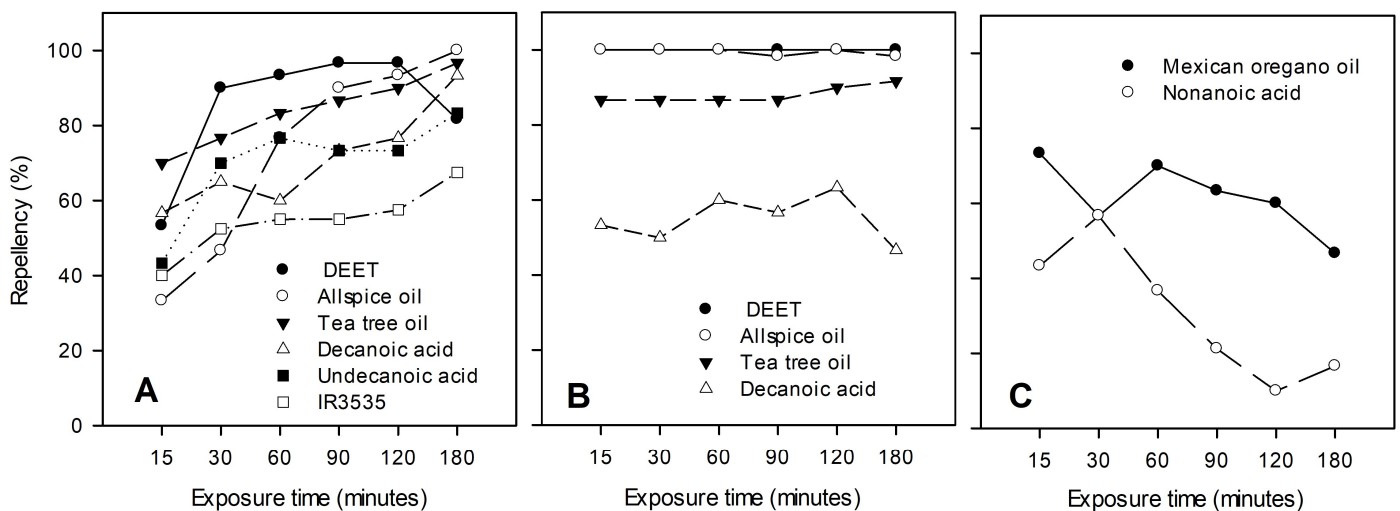 Repellency (%)
100
80
60
40
20
0
DEET
Allspice oil
Tea tree oil
Decanoic acid
Undecanoic acid
IR3535
A
15 30 60 90 120 180
Exposure time (minutes)
DEET
Allspice oil
Tea tree oil
Decanoic acid
B
15 30 60 90 120 180
Exposure time (minutes)
Mexican oregano oil
Nonanoic acid
C
15 30 60 90 120 180
Exposure time (minutes)